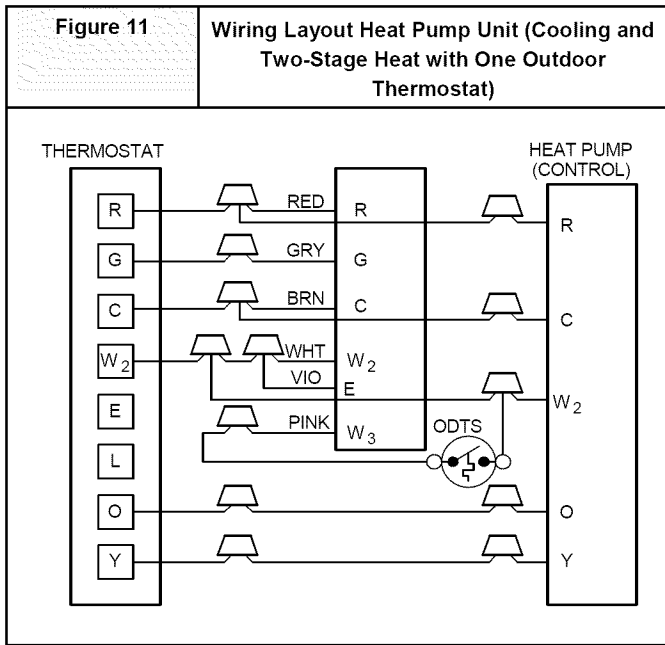 Figure 11
Wiring Layout Heat Pump Unit (Cooling and
Two-Stage Heat with One Outdoor
Thermostat)
THERMOSTAT
HEAT PUMP
(CONTROL)
R
RED
R
R
G
GRY
G
C
BRN
C
C
W2
WHT
W2
VIO
E
W2
E
PINK
W3
ODTS
L
O
O
Y
Y